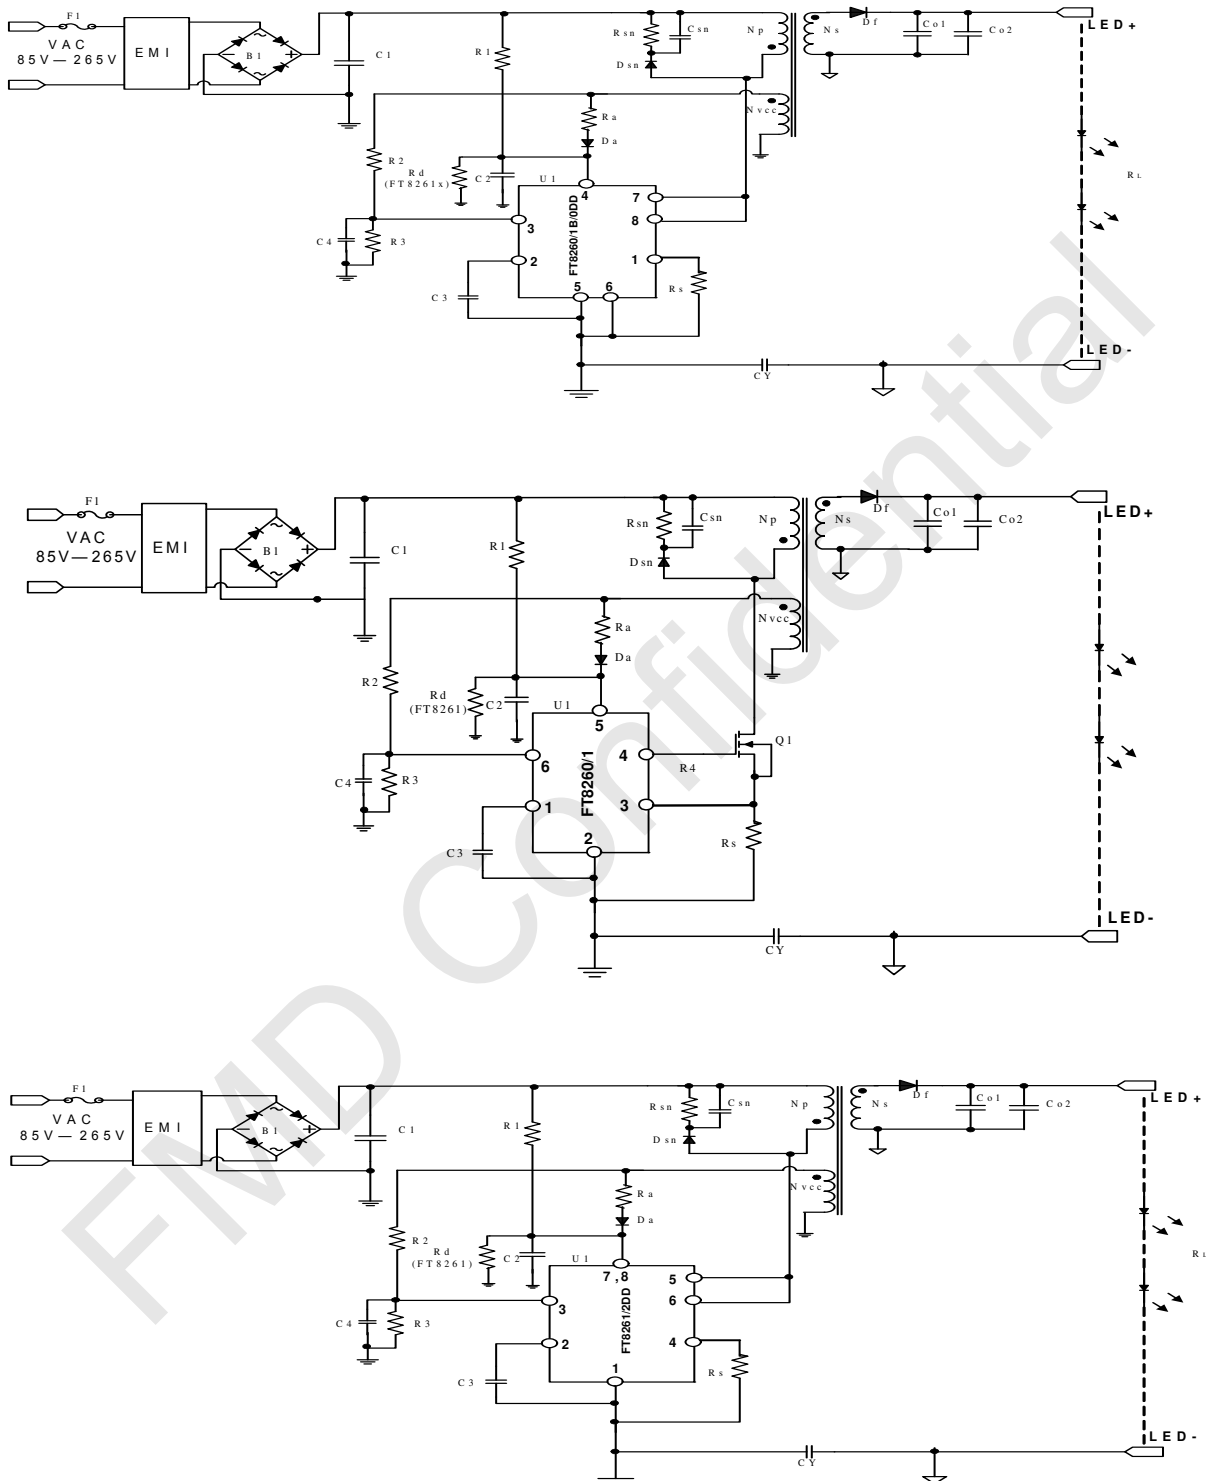 F1
VAC
85V—265V
EMI
B1
C1
R1
Rsn
Csn
Dsn
Np
Ns
Df
Co1
Co2
LED+
Nvcc
Ra
Da
R2
Rd
(FT8261x)
C2
U1
4
7
8
3
2
1
5
6
FT8260/1B/0DD
C4
R3
C3
Rs
RL
LED-
CY
F1
VAC
85V—265V
EMI
B1
C1
R1
Rsn
Csn
Dsn
Np
Ns
Df
Co1
Co2
LED+
Nvcc
Ra
Da
R2
Rd
(FT8261)
C2
U1
5
6
4
1
3
2
FT8260/1
R4
Q1
C4
R3
C3
Rs
LED-
CY
F1
VAC
85V—265V
EMI
B1
C1
R1
Rsn
Csn
Dsn
Np
Ns
Df
Co1
Co2
LED+
Nvcc
Ra
Da
R2
Rd
(FT8261)
C2
U1
7,8
5
6
3
2
4
1
FT8261/2DD
C4
R3
C3
Rs
RL
LED-
CY
FMD Confidential